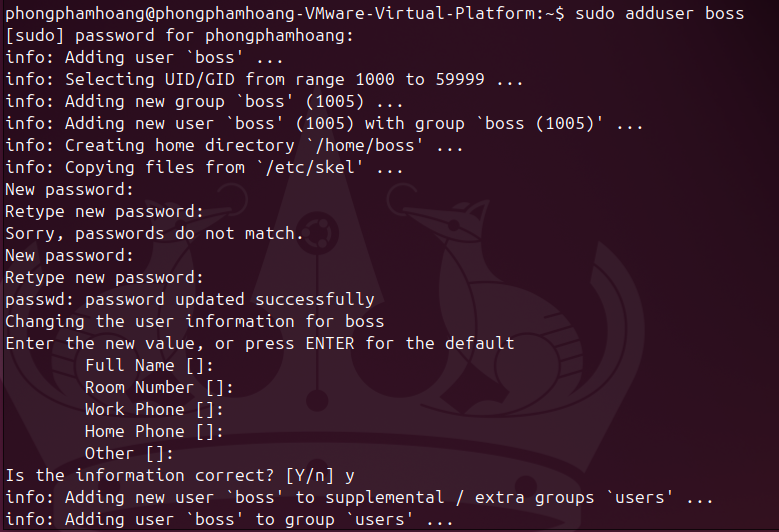 phongphamhoang@phongphamhoang-VMware-Virtual-Platform:~$ sudo adduser boss
[sudo] password for phongphamhoang:
info: Adding user `boss' ...
info: Selecting UID/GID from range 1000 to 59999 ...
info: Adding new group `boss' (1005) ...
info: Adding new user `boss' (1005) with group `boss (1005)' ...
info: Creating home directory `/home/boss' ...
info: Copying files from `/etc/skel' ...
New password:
Retype new password:
Sorry, passwords do not match.
New password:
Retype new password:
passwd: password updated successfully
Changing the user information for boss
Enter the new value, or press ENTER for the default
        Full Name []:
        Room Number []:
        Work Phone []:
        Home Phone []:
        Other []:
Is the information correct? [Y/n] y
info: Adding new user `boss' to supplemental / extra groups `users' ...
info: Adding user `boss' to group `users' ...